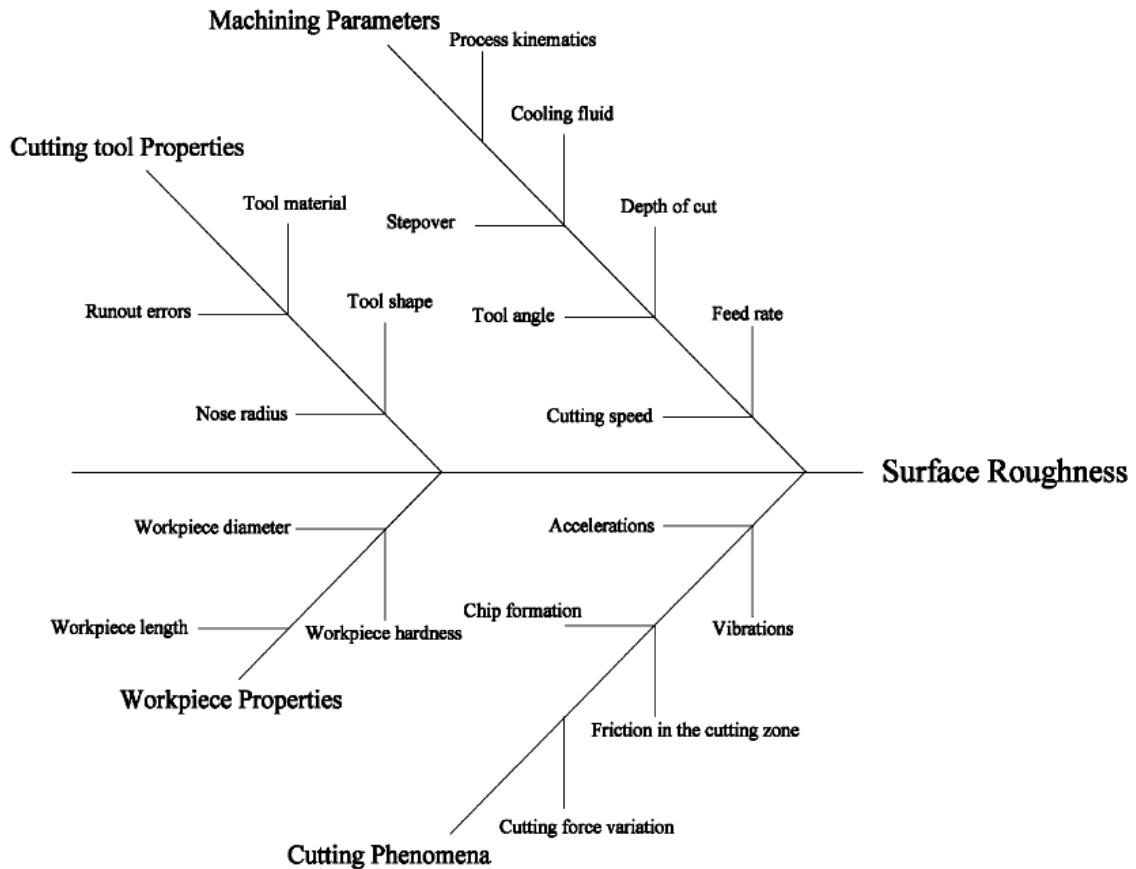 Machining Parameters
Process kinematics
Cooling fluid
Cutting tool Properties
Tool material
Depth of cut
Stepover
Tool shape
Runout errors
Tool angle
Feed rate
Nose radius
Cutting speed
Surface Roughness
Workpiece diameter
Accelerations
Chip formation
Workpiece length
Workpiece hardness
Vibrations
Workpiece Properties
Friction in the cutting zone
Cutting force variation
Cutting Phenomena